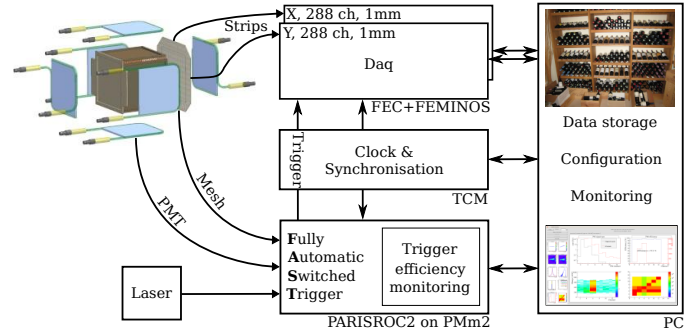 X, 288 ch, 1mm
Strips
Y, 288 ch, 1mm
Daq
FEC+FEMINOS
Trigger
Clock &
Synchronisation
TCM
Mesh
PMT
Fully
Automatic
Switched
Trigger
Trigger
efficiency
monitoring
Laser
PARISROC2 on PMm2
Data storage
Configuration
Monitoring
PC